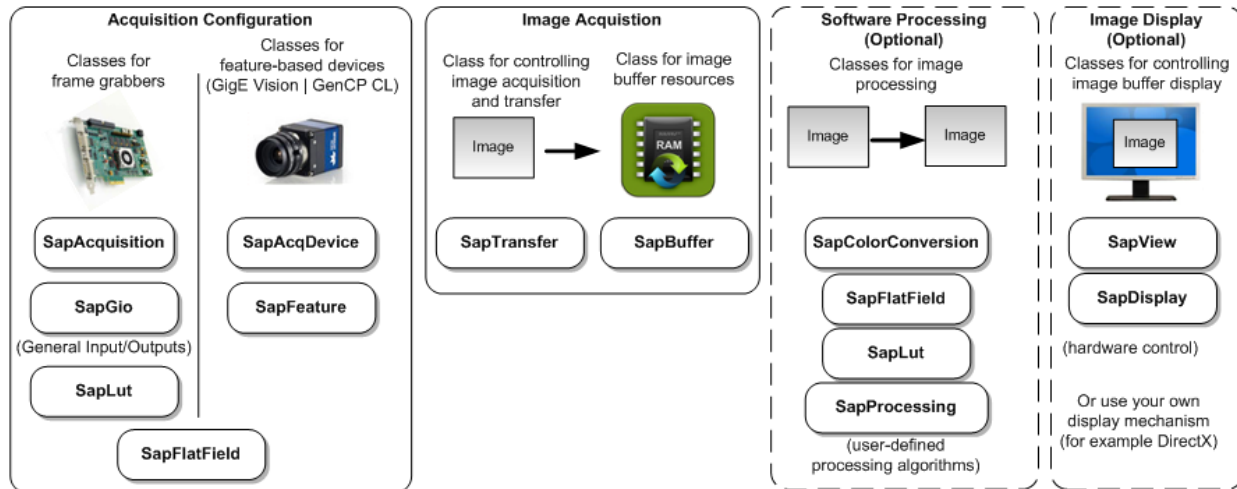 Acquisition Configuration
Classes for
frame grabbers
Classes for
feature-based devices
(GigE Vision | GenCP CL)
SapAcquisition
SapGio
(General Input/Outputs)
SapLut
SapAcqDevice
SapFeature
SapFlatField
Image Acquistion
Class for controlling
image acquisition
and transfer
Class for image
buffer resources
Image
RAM
SapTransfer
SapBuffer
Software Processing
(Optional)
Classes for image
processing
Image
Image
SapColorConversion
SapFlatField
SapLut
SapProcessing
(user-defined
processing algorithms)
Image Display
(Optional)
Classes for controlling
image buffer display
Image
SapView
SapDisplay
(hardware control)
Or use your own
display mechanism
(for example DirectX)